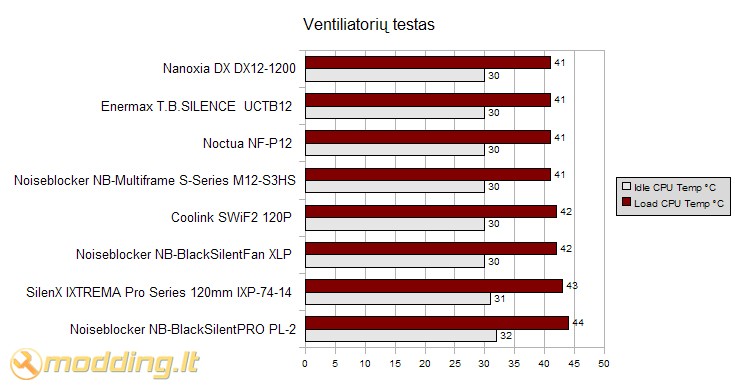 Ventiliatorių testas
Nanoxia DX DX12-1200
41
30
Enermax T.B.SILENCE UCTB12
41
30
Noctua NF-P12
41
30
Noiseblocker NB-Multiframe S-Series M12-S3HS
41
30
Coolink SWiF2 120P
42
30
Noiseblocker NB-BlackSilentFan XLP
42
30
SilenX IXTREMA Pro Series 120mm IXP-74-14
43
31
Noiseblocker NB-BlackSilentPRO PL-2
44
32
0 5 10 15 20 25 30 35 40 45 50
Idle CPU Temp °C
Load CPU Temp °C
modding.lt